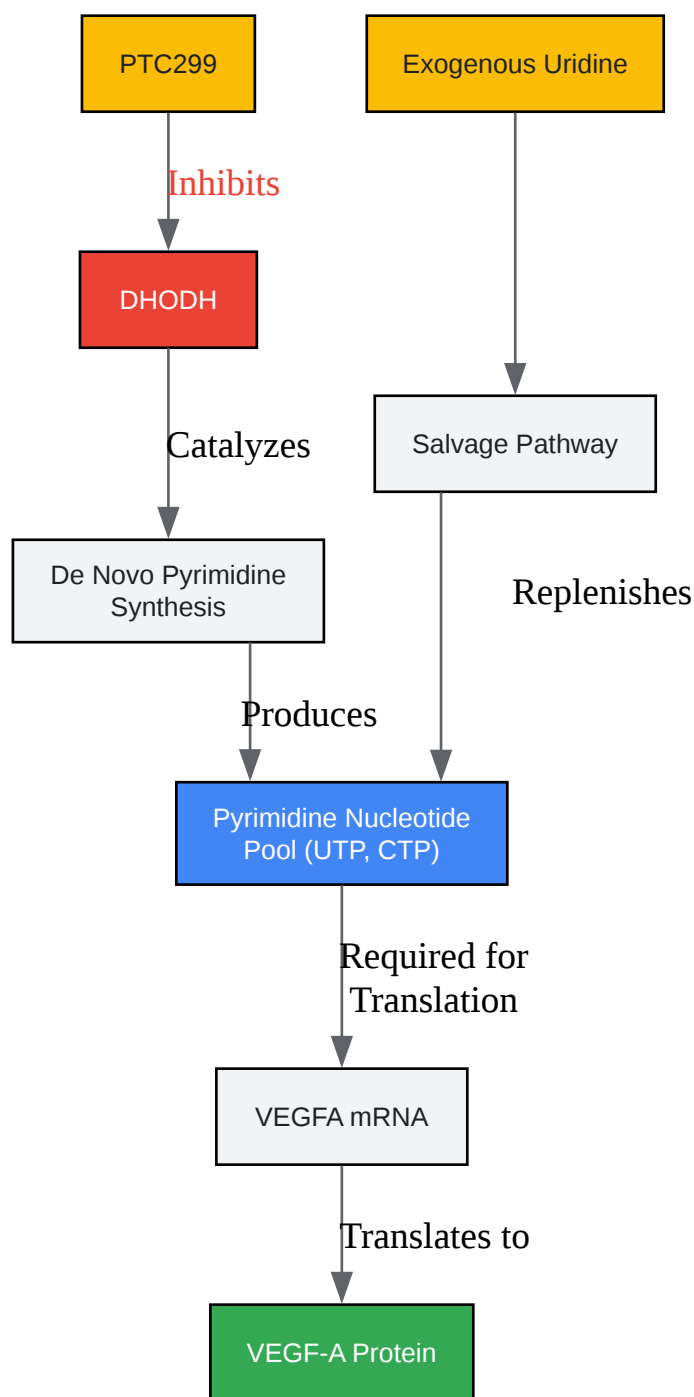 PTC299
Exogenous Uridine
Inhibits
DHODH
Catalyzes
Salvage Pathway
De Novo Pyrimidine
Synthesis
Replenishes
Produces
Pyrimidine Nucleotide
Pool (UTP, CTP)
Required for
Translation
VEGFA mRNA
Translates to
VEGF-A Protein